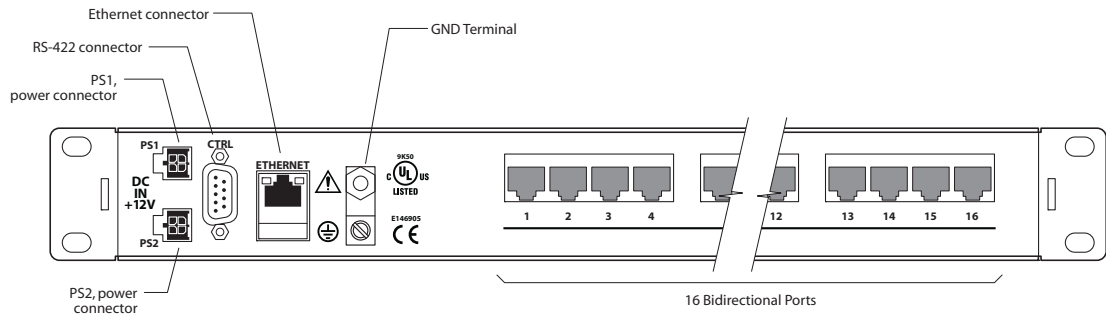 Ethernet connector
GND Terminal
RS-422 connector
PS1,
power connector
PS1
CTRL
ETHERNET
DC
IN
+12V
PS2
9K50
C UL US
LISTED
E146905
CE
1 2 3 4 12 13 14 15 16
PS2, power
connector
16 Bidirectional Ports